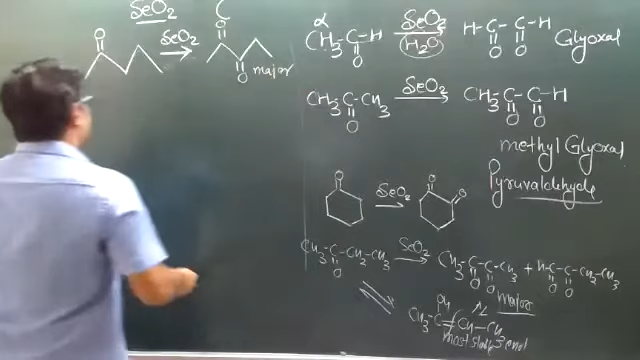 SeO2
SeO2
O
O
major
α
CH3-C-H
O
SeO2
H2O
H-C-C-H
O O
Glyoxal
CH3-C-CH3
O
SeO2
CH3-C-C-H
O O
methyl Glyoxal
Pyruvaldehyde
O
SeO2
O
O
CH3-C-CH2-CH3
O
SeO2
CH3-C-C-CH3
O O
+ H-C-C-CH2-CH3
O O
Major
OH
CH3-C=CH-CH3
most stable enol